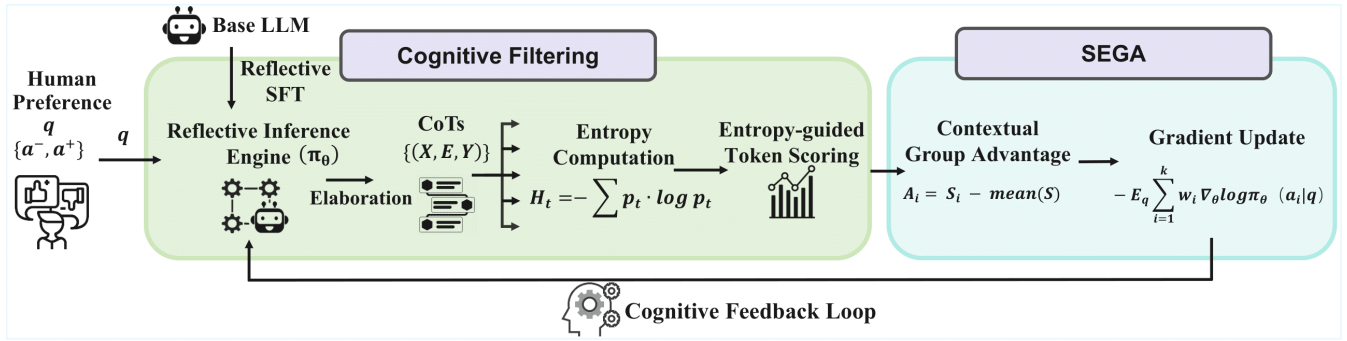 Base LLM
Cognitive Filtering
SEGA
Reflective
SFT
Human
Preference
q
{a⁻, a⁺}
q
Reflective Inference
Engine (π_θ)
Elaboration
CoTs
{(X, E, Y)}
Entropy
Computation
H_t = − ∑ p_t · log p_t
Entropy-guided
Token Scoring
Contextual
Group Advantage
A_i = S_i − mean(S)
Gradient Update
− E_q ∑_{i=1}^{k} w_i ∇_θ logπ_θ (a_i|q)
Cognitive Feedback Loop